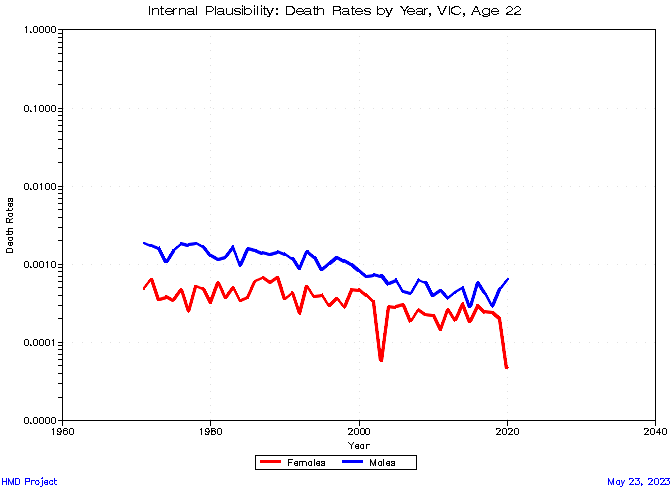 Internal Plausibility: Death Rates by Year, VIC, Age 22
1.0000
0.1000
0.0100
0.0010
0.0001
0.0000
Death Rates
1960
1980
2000
2020
2040
Year
Females
Males
HMD Project
May 23, 2023